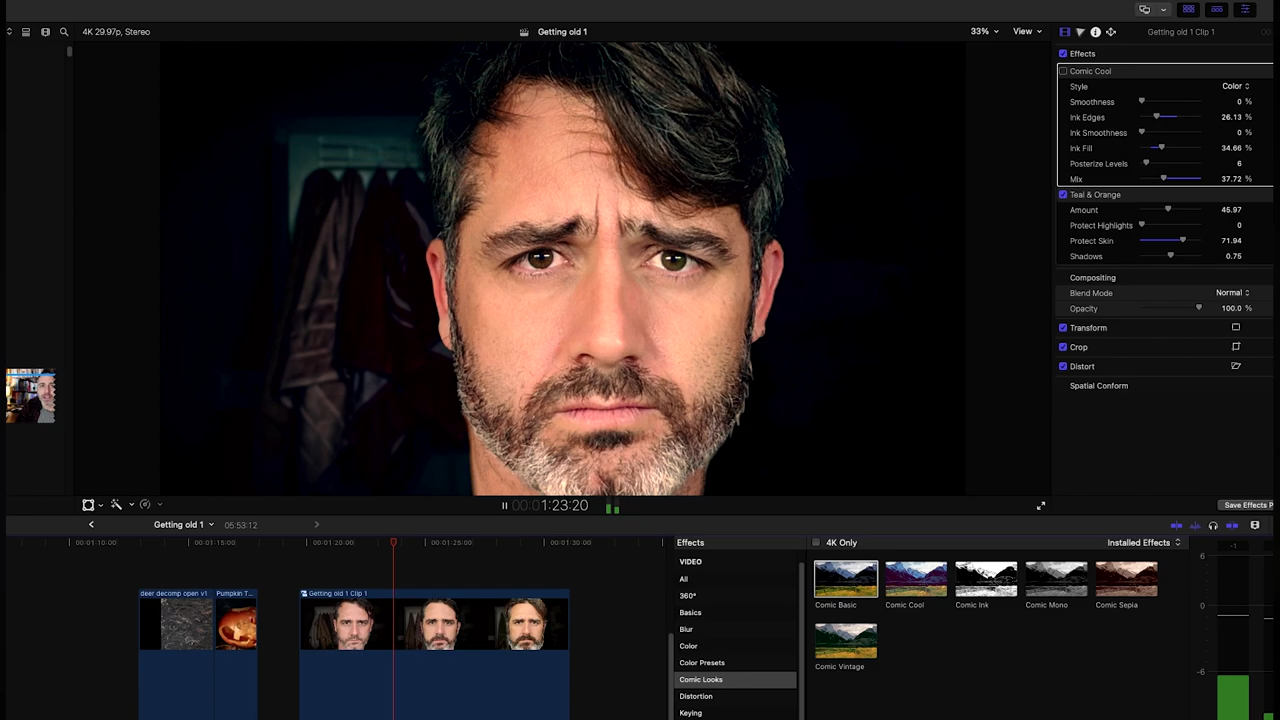 4K 29.97p, Stereo
Getting old 1
33%
View
Getting old 1 Clip 1
Effects
Comic Cool
Style Color
Smoothness 0 %
Ink Edges 26.13 %
Ink Smoothness 0 %
Ink Fill 34.66 %
Posterize Levels 6
Mix 37.72 %
Teal & Orange
Amount 45.97
Protect Highlights 0
Protect Skin 71.94
Shadows 0.75
Compositing
Blend Mode Normal
Opacity 100.0 %
Transform
Crop
Distort
Spatial Conform
00:01:23:20
Save Effects P
Getting old 1 05:53:12
00:01:10:00 00:01:15:00 00:01:20:00 00:01:25:00 00:01:30:00
deer decomp open v1 Pumpkin T... Getting old 1 Clip 1
Effects
VIDEO
All
360°
Basics
Blur
Color
Color Presets
Comic Looks
Distortion
Keying
4K Only
Installed Effects
Comic Basic Comic Cool Comic Ink Comic Mono Comic Sepia
Comic Vintage
-1
6
0
-6